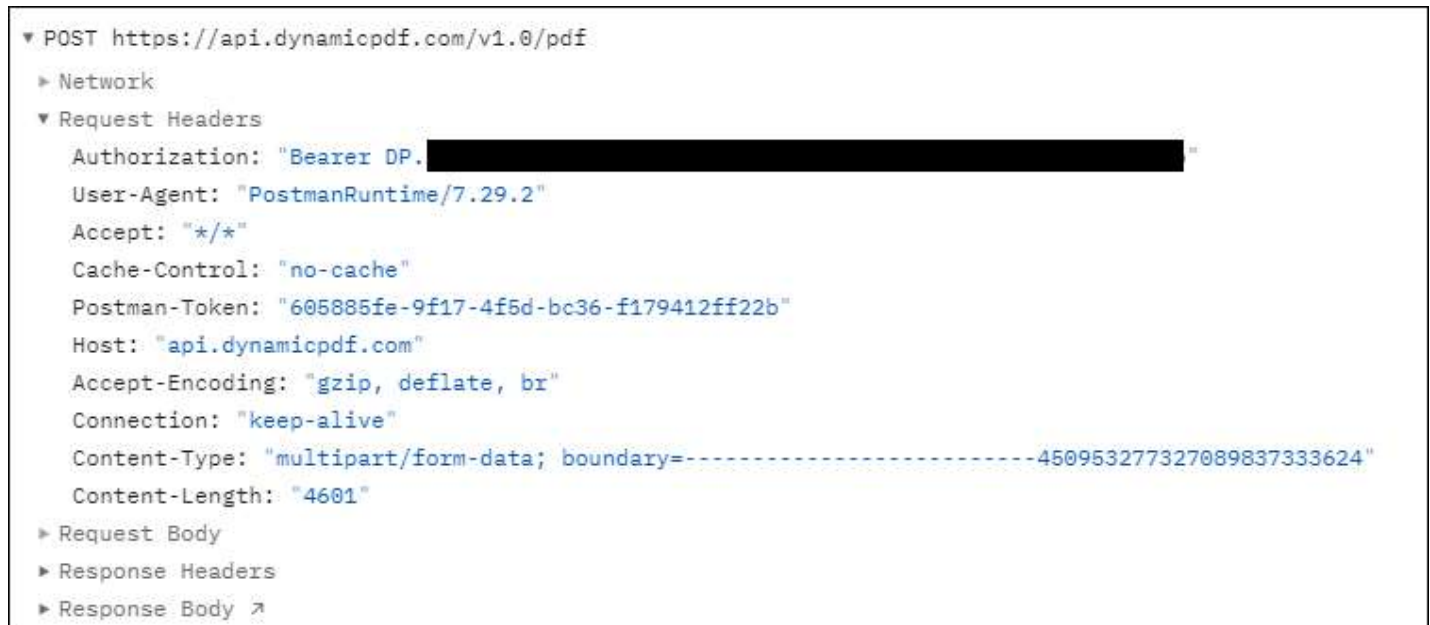 POST https://api.dynamicpdf.com/v1.0/pdf
Network
Request Headers
Authorization: "Bearer DP. "
User-Agent: "PostmanRuntime/7.29.2"
Accept: "*/*"
Cache-Control: "no-cache"
Postman-Token: "605885fe-9f17-4f5d-bc36-f179412ff22b"
Host: "api.dynamicpdf.com"
Accept-Encoding: "gzip, deflate, br"
Connection: "keep-alive"
Content-Type: "multipart/form-data; boundary=--------------------------450953277327089837333624"
Content-Length: "4601"
Request Body
Response Headers
Response Body ↗